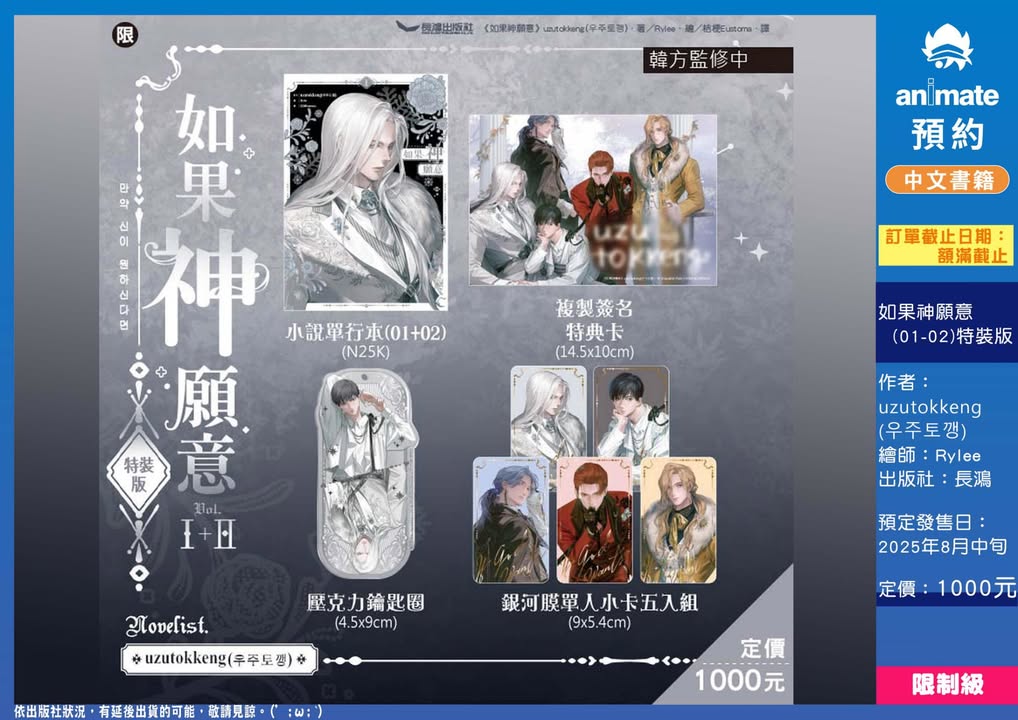 限
長鴻出版社 《如果神願意》uzutokkeng(우주토깽)・著／Rylee・繪／桔梗Eustoma・譯
韓方監修中
如果神願意
만약 신이 원하신다면
特裝版
Vol.
I+II
如果神願意
uzu
tokkeng
小說單行本(01+02)
(N25K)
複製簽名
特典卡
(14.5x10cm)
壓克力鑰匙圈
(4.5x9cm)
銀河膜單人小卡五入組
(9x5.4cm)
Novelist.
uzutokkeng(우주토깽)
定價
1000元
animate
預約
中文書籍
訂單截止日期：
額滿截止
如果神願意
(01-02)特裝版
作者：
uzutokkeng
(우주토깽)
繪師：Rylee
出版社：長鴻
預定發售日：
2025年8月中旬
定價：1000元
限制級
依出版社狀況，有延後出貨的可能，敬請見諒。(´;ω;`)